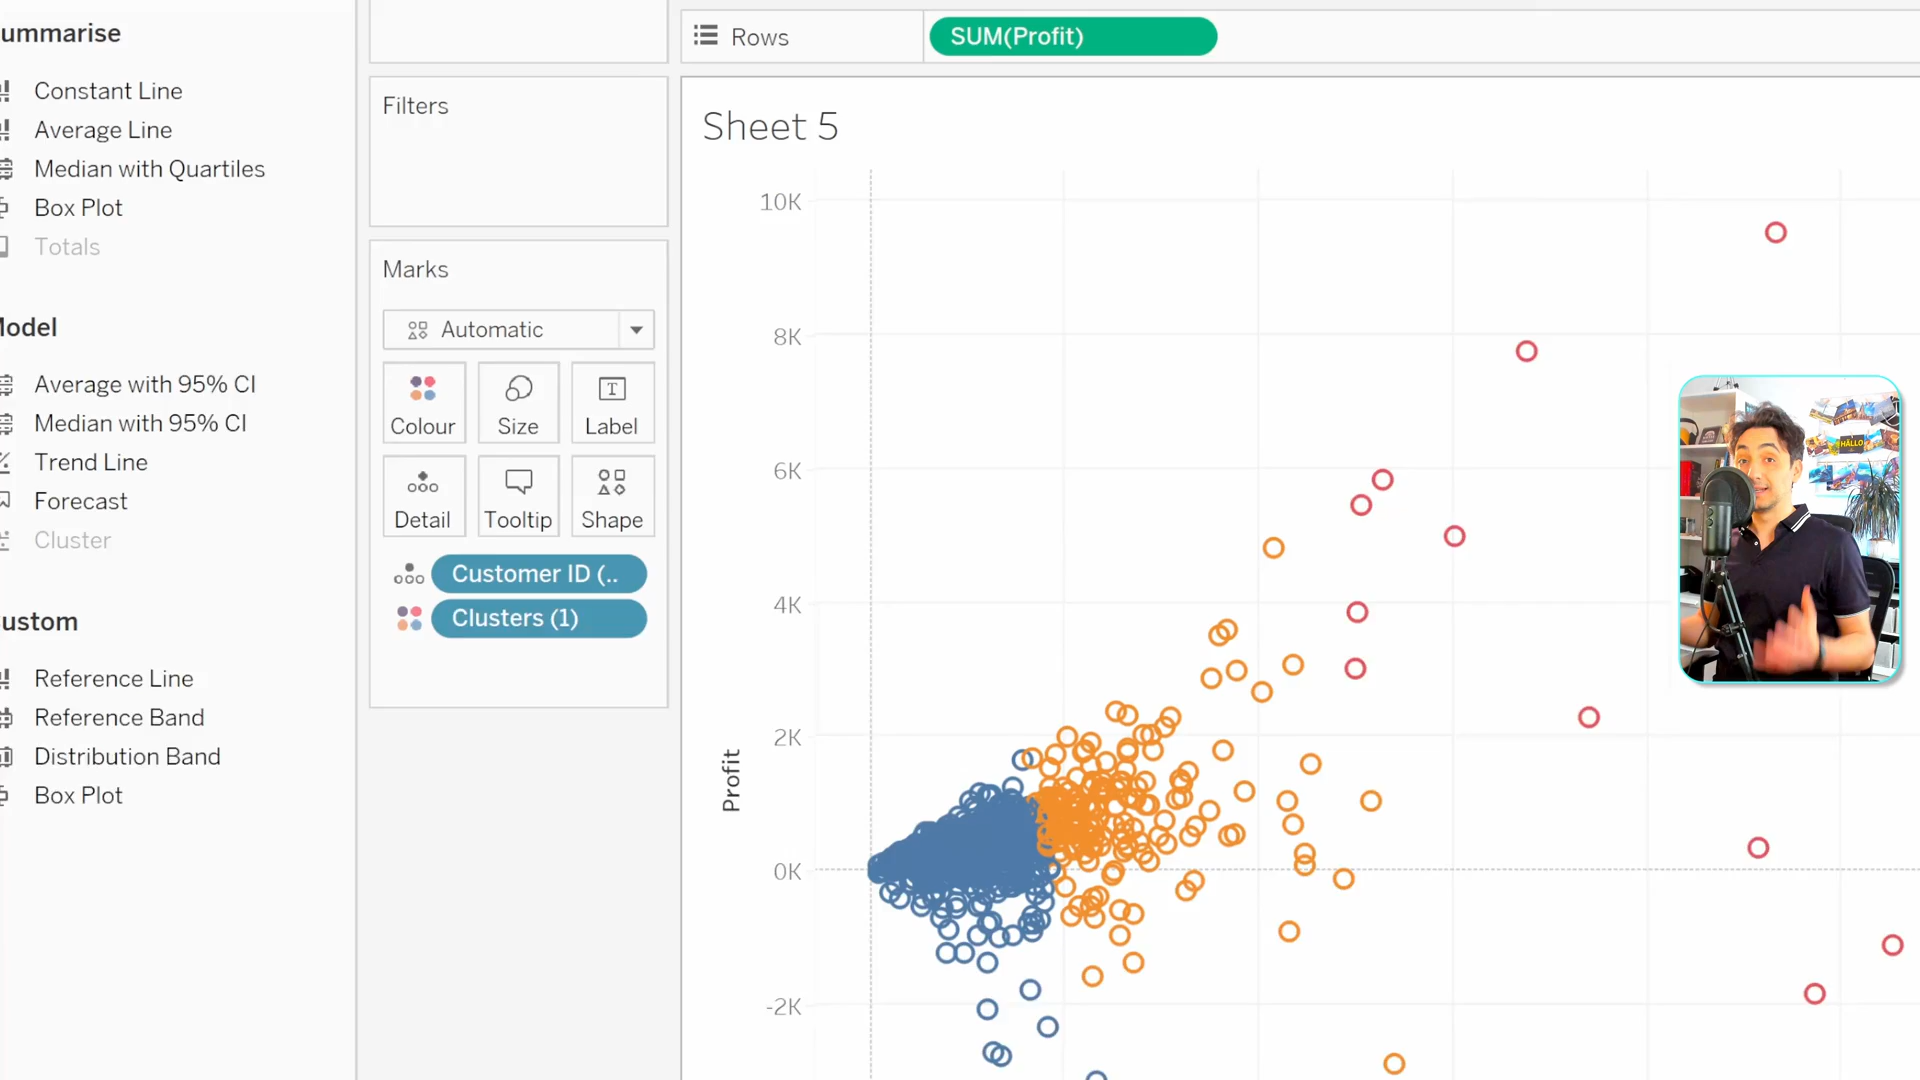 ummarise
Constant Line
Average Line
Median with Quartiles
Box Plot
Totals
Model
Average with 95% CI
Median with 95% CI
Trend Line
Forecast
Cluster
ustom
Reference Line
Reference Band
Distribution Band
Box Plot
Filters
Marks
Automatic
Colour
Size
Label
Detail
Tooltip
Shape
Customer ID (..
Clusters (1)
Rows
SUM(Profit)
Sheet 5
10K
8K
6K
4K
2K
0K
-2K
Profit
HALLO